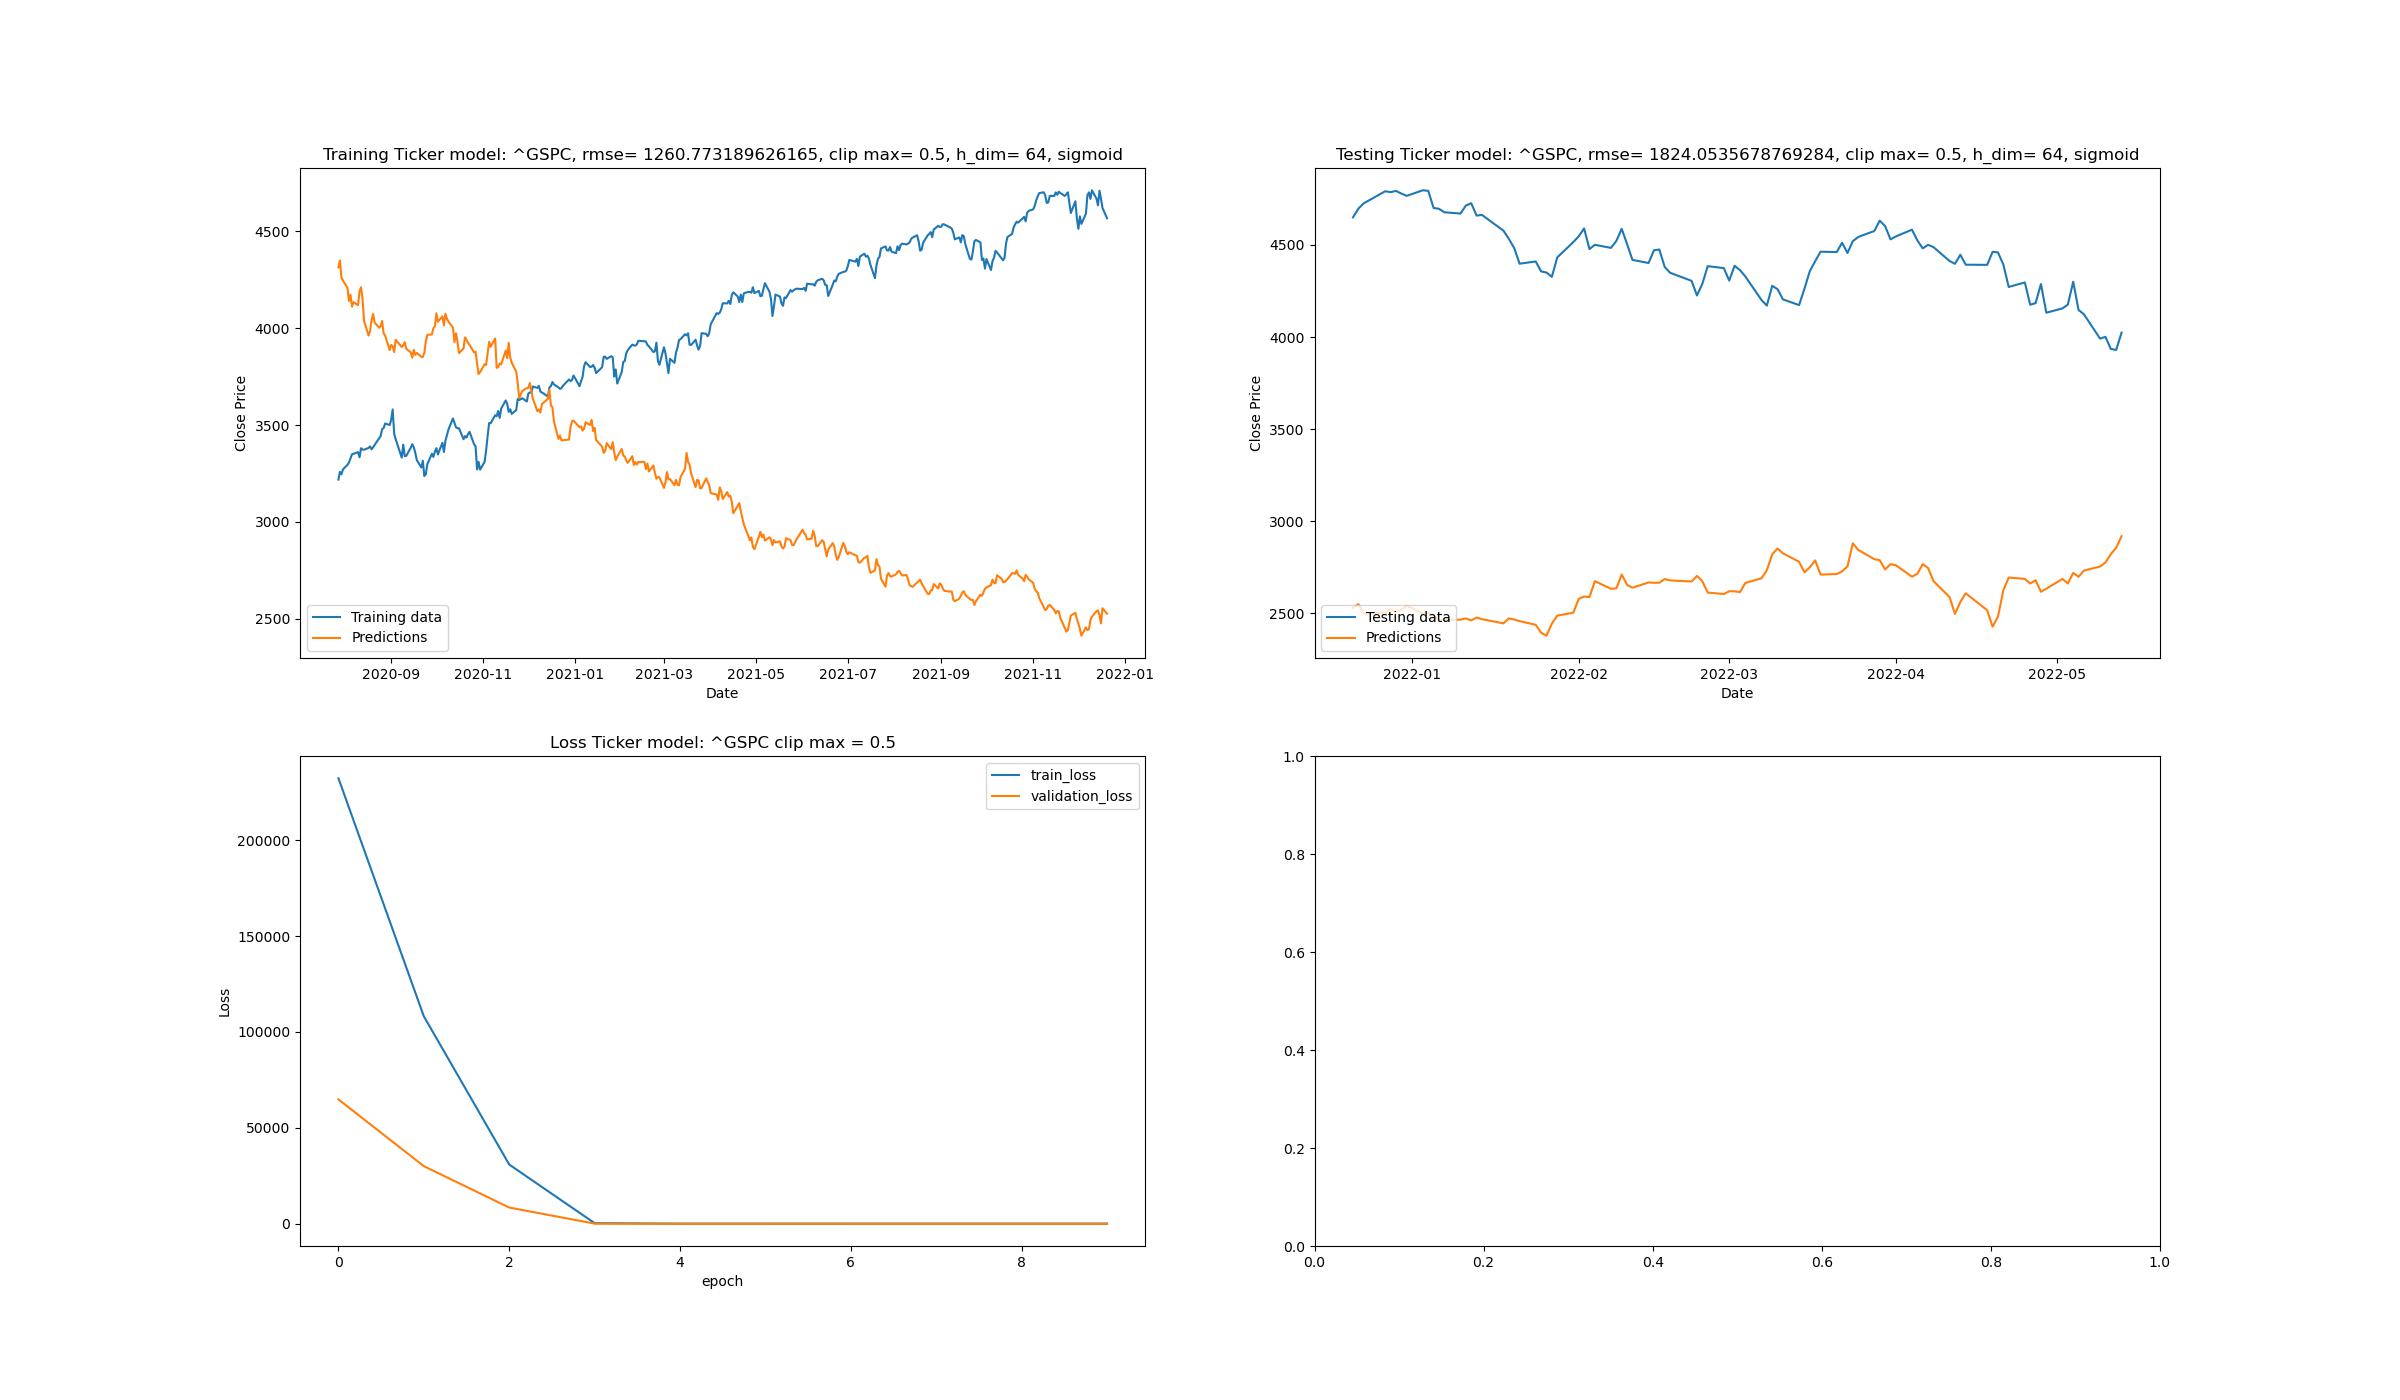 Training Ticker model: ^GSPC, rmse= 1260.773189626165, clip max= 0.5, h_dim= 64, sigmoid
4500
4000
3500
3000
2500
Close Price
Training data
Predictions
2020-09 2020-11 2021-01 2021-03 2021-05 2021-07 2021-09 2021-11 2022-01
Date
Testing Ticker model: ^GSPC, rmse= 1824.0535678769284, clip max= 0.5, h_dim= 64, sigmoid
4500
4000
3500
3000
2500
Close Price
Testing data
Predictions
2022-01 2022-02 2022-03 2022-04 2022-05
Date
Loss Ticker model: ^GSPC clip max = 0.5
train_loss
validation_loss
200000
150000
100000
50000
0
Loss
0 2 4 6 8
epoch
1.0
0.8
0.6
0.4
0.2
0.0
0.0 0.2 0.4 0.6 0.8 1.0